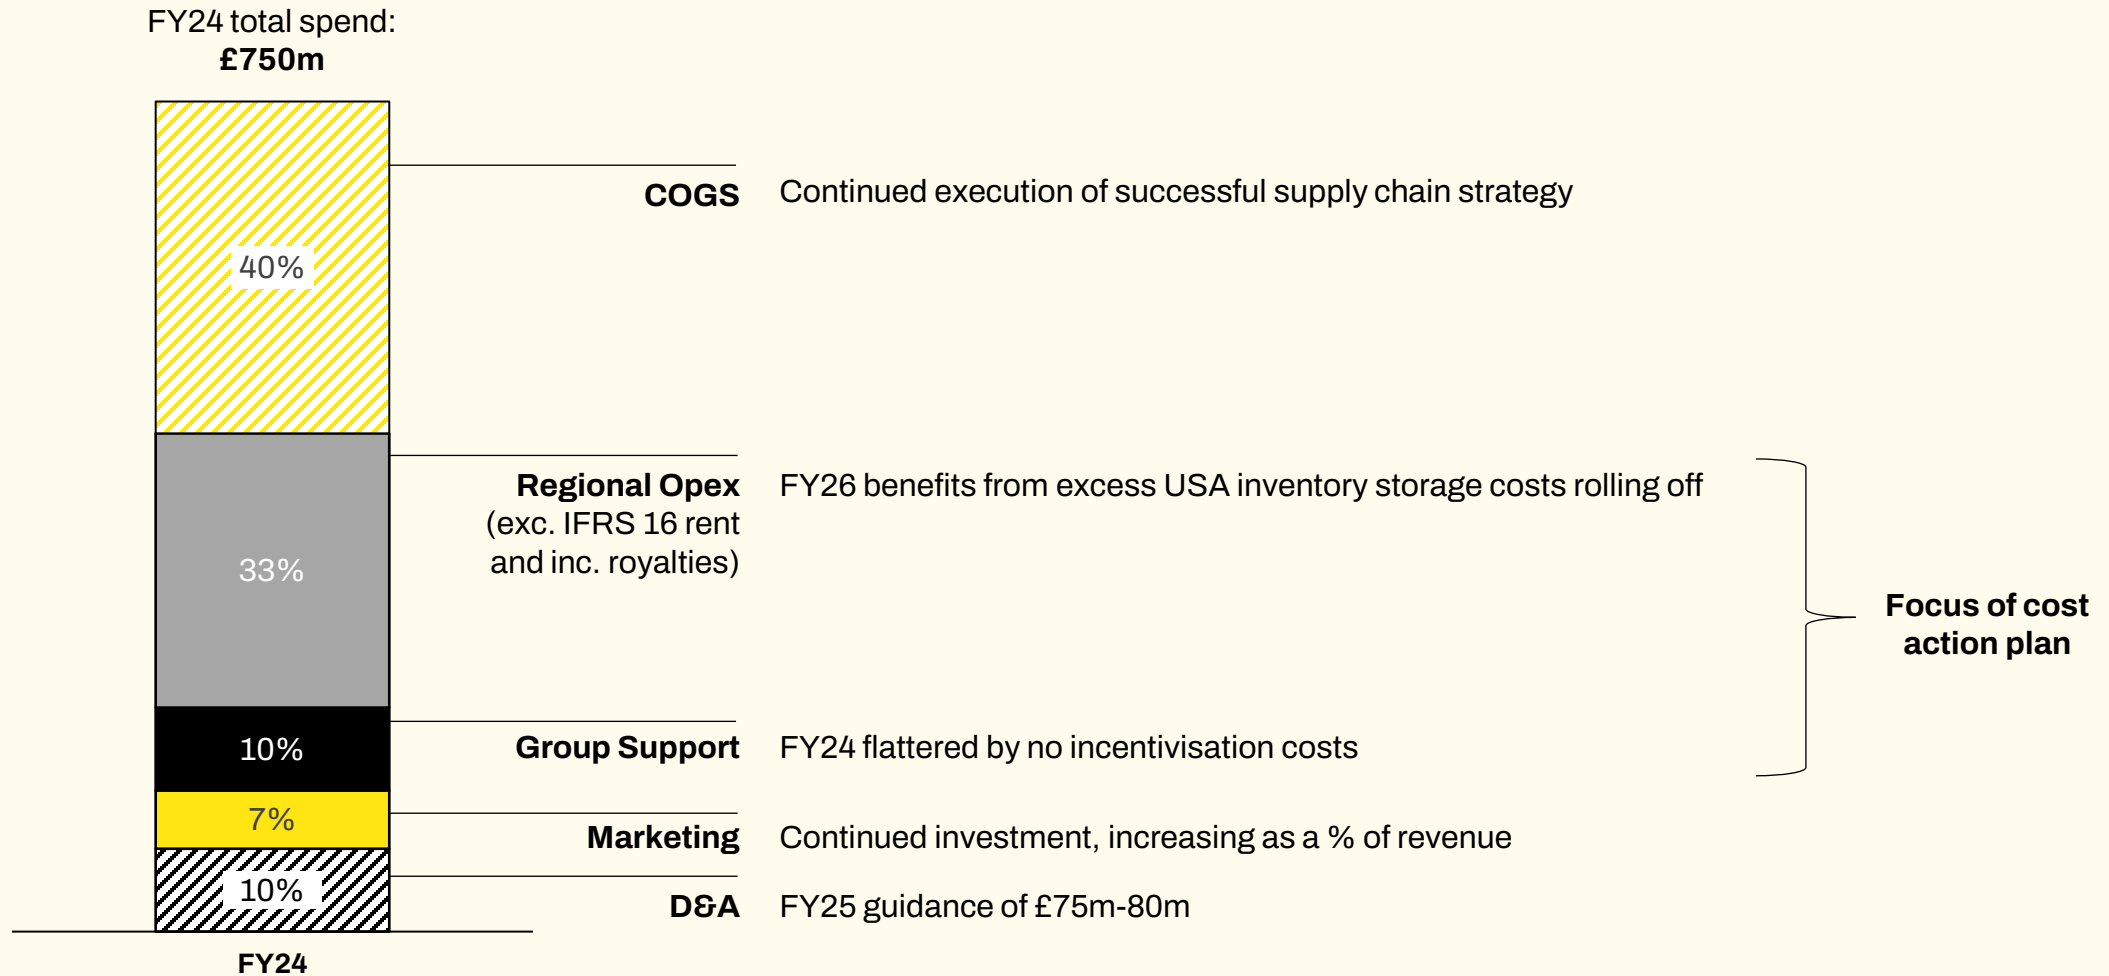 FY24 total spend:
£750m
40%
COGS
Continued execution of successful supply chain strategy
33%
Regional Opex
(exc. IFRS 16 rent
and inc. royalties)
FY26 benefits from excess USA inventory storage costs rolling off
Focus of cost
action plan
10%
Group Support
FY24 flattered by no incentivisation costs
7%
Marketing
Continued investment, increasing as a % of revenue
10%
D&A
FY25 guidance of £75m-80m
FY24